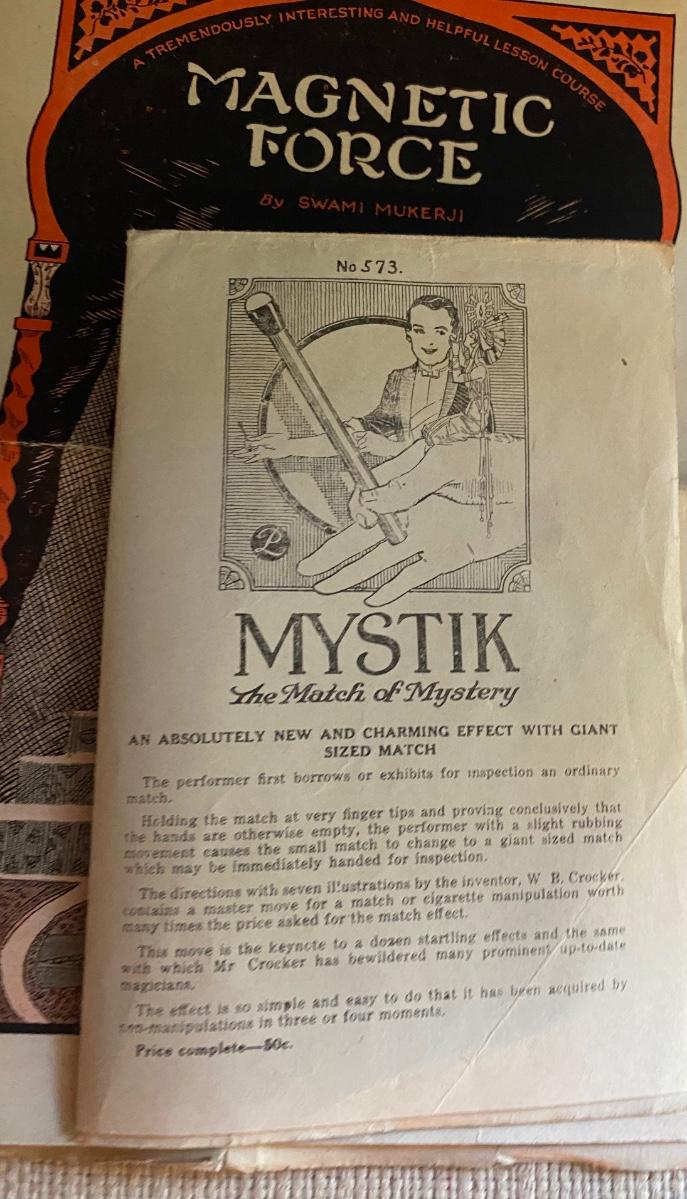 A TREMENDOUSLY INTERESTING AND HELPFUL LESSON COURSE
MAGNETIC
FORCE
By SWAMI MUKERJI
No 573.
P
MYSTIK
The Match of Mystery
AN ABSOLUTELY NEW AND CHARMING EFFECT WITH GIANT
SIZED MATCH
The performer first borrows or exhibits for inspection an ordinary
match.
Holding the match at very finger tips and proving conclusively that
the hands are otherwise empty, the performer with a slight rubbing
movement causes the small match to change to a giant sized match
which may be immediately handed for inspection.
The directions with seven illustrations by the inventor, W B. Crocker,
contains a master move for a match or cigarette manipulation worth
many times the price asked for the match effect.
This move is the keynote to a dozen startling effects and the same
with which Mr Crocker has bewildered many prominent up-to-date
magicians.
The effect is so simple and easy to do that it has been acquired by
non-manipulations in three or four moments.
Price complete—50c.